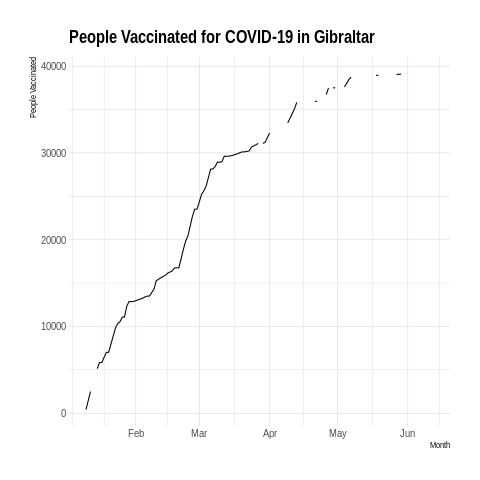 People Vaccinated for COVID-19 in Gibraltar
People Vaccinated
40000
30000
20000
10000
0
Feb Mar Apr May Jun
Month